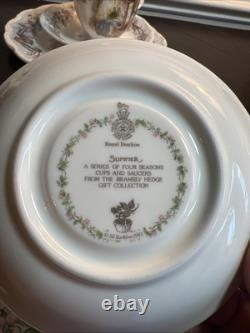 Royal Doulton
SUMMER
A SERIES OF FOUR SEASONS
CUPS AND SAUCERS
FROM THE BRAMBLY HEDGE
GIFT COLLECTION